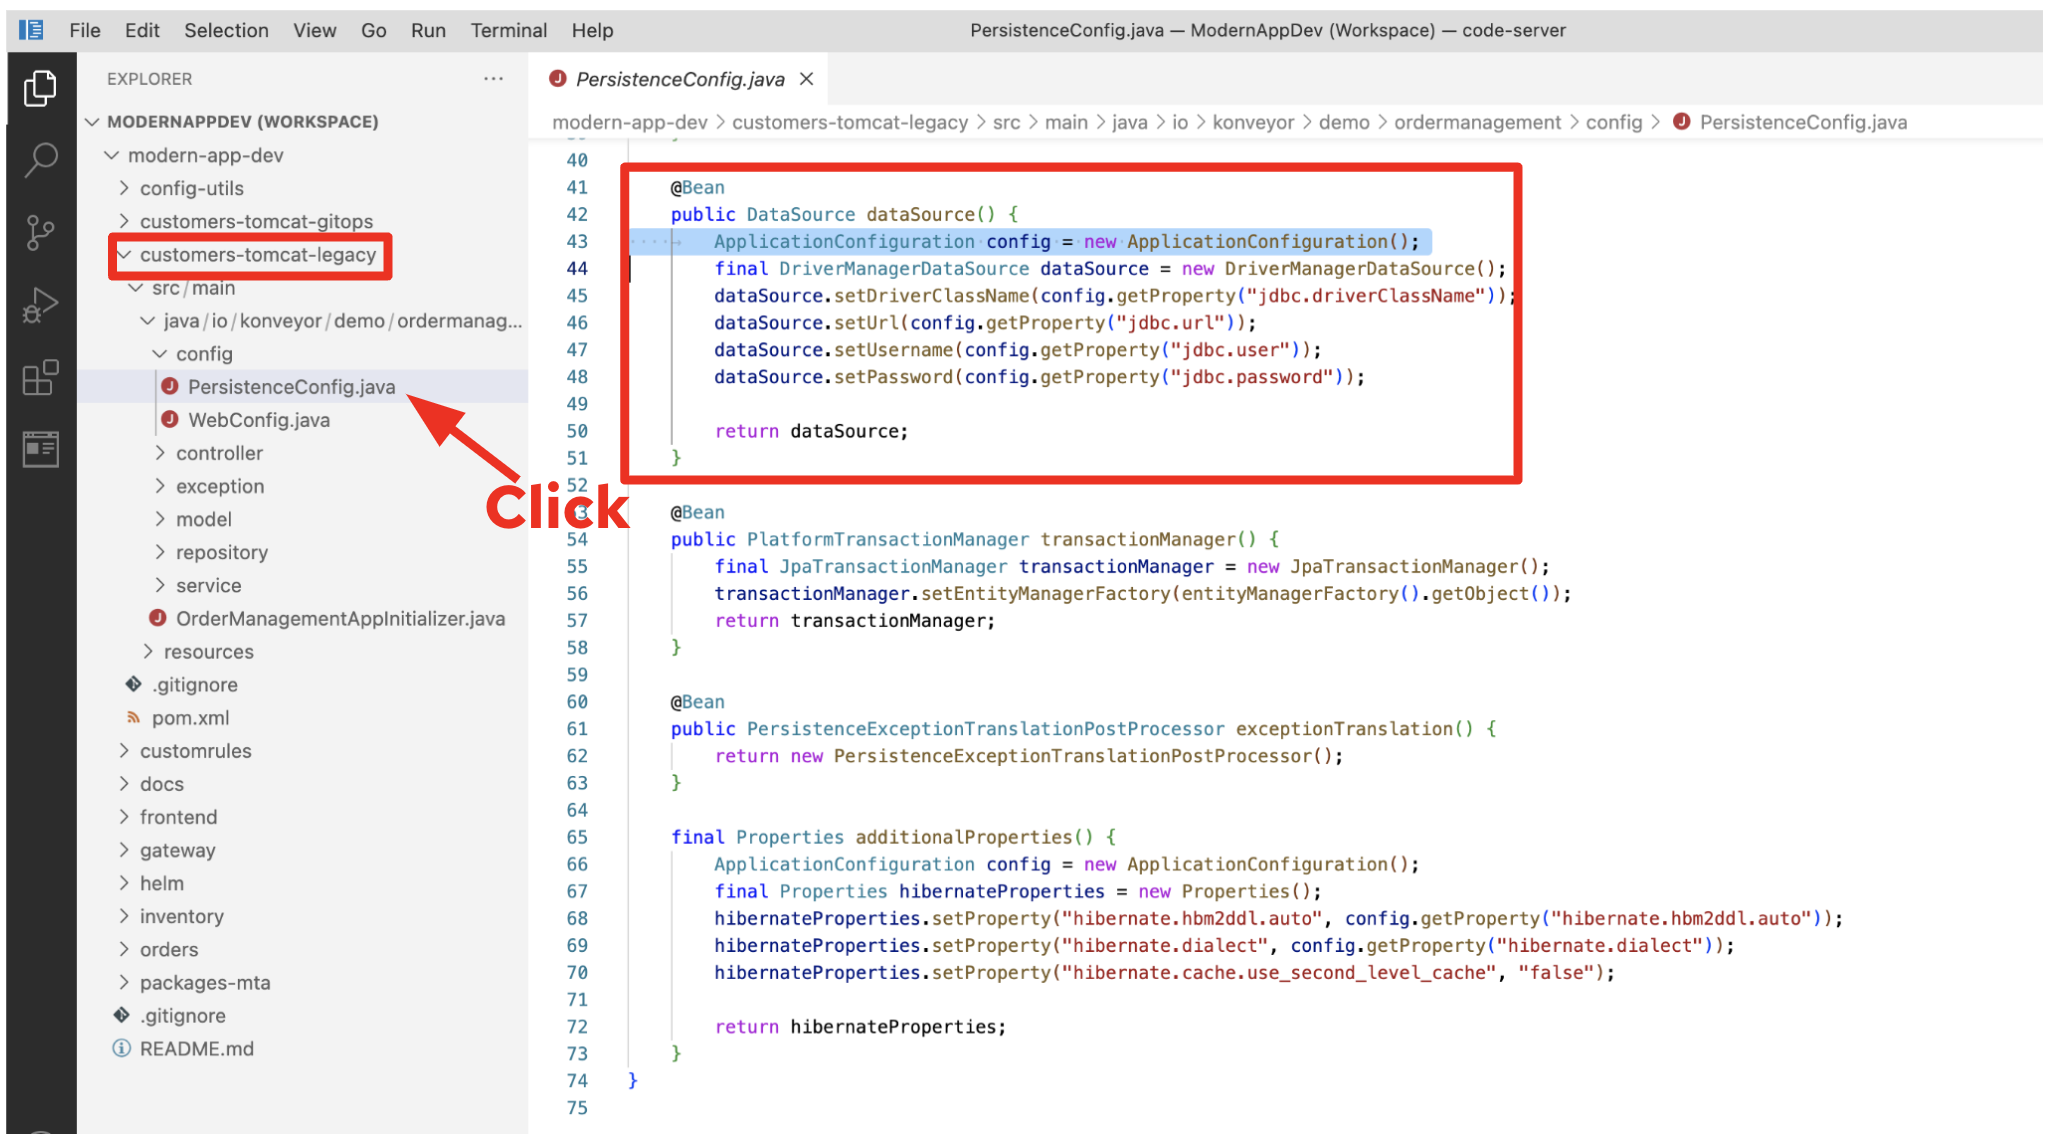 File Edit Selection View Go Run Terminal Help PersistenceConfig.java — ModernAppDev (Workspace) — code-server
EXPLORER ···
MODERNAPPDEV (WORKSPACE)
modern-app-dev
config-utils
customers-tomcat-gitops
customers-tomcat-legacy
src/main
java/io/konveyor/demo/ordermanag...
config
PersistenceConfig.java
WebConfig.java
controller
exception
model
repository
service
OrderManagementAppInitializer.java
resources
.gitignore
pom.xml
customrules
docs
frontend
gateway
helm
inventory
orders
packages-mta
.gitignore
README.md
Click
PersistenceConfig.java
modern-app-dev > customers-tomcat-legacy > src > main > java > io > konveyor > demo > ordermanagement > config > PersistenceConfig.java
40
41 @Bean
42 public DataSource dataSource() {
43 ApplicationConfiguration config = new ApplicationConfiguration();
44 final DriverManagerDataSource dataSource = new DriverManagerDataSource();
45 dataSource.setDriverClassName(config.getProperty("jdbc.driverClassName"));
46 dataSource.setUrl(config.getProperty("jdbc.url"));
47 dataSource.setUsername(config.getProperty("jdbc.user"));
48 dataSource.setPassword(config.getProperty("jdbc.password"));
49
50 return dataSource;
51 }
52
53 @Bean
54 public PlatformTransactionManager transactionManager() {
55 final JpaTransactionManager transactionManager = new JpaTransactionManager();
56 transactionManager.setEntityManagerFactory(entityManagerFactory().getObject());
57 return transactionManager;
58 }
59
60 @Bean
61 public PersistenceExceptionTranslationPostProcessor exceptionTranslation() {
62 return new PersistenceExceptionTranslationPostProcessor();
63 }
64
65 final Properties additionalProperties() {
66 ApplicationConfiguration config = new ApplicationConfiguration();
67 final Properties hibernateProperties = new Properties();
68 hibernateProperties.setProperty("hibernate.hbm2ddl.auto", config.getProperty("hibernate.hbm2ddl.auto"));
69 hibernateProperties.setProperty("hibernate.dialect", config.getProperty("hibernate.dialect"));
70 hibernateProperties.setProperty("hibernate.cache.use_second_level_cache", "false");
71
72 return hibernateProperties;
73 }
74 }
75